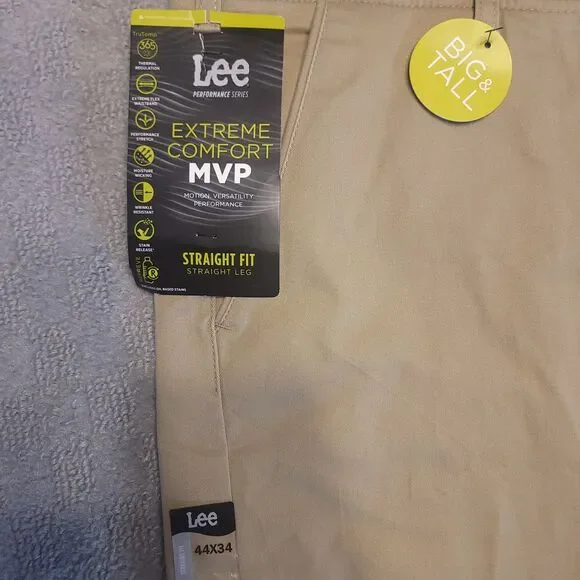 TruTemp
365
THERMAL
REGULATION
EXTREME FLEX
WAISTBAND
PERFORMANCE
STRETCH
MOISTURE
WICKING
WRINKLE
RESISTANT
STAIN
RELEASE*
Lee
PERFORMANCE SERIES
EXTREME
COMFORT
MVP
MOTION. VERSATILITY.
PERFORMANCE.
STRAIGHT FIT
STRAIGHT LEG
BIG &
TALL
Lee
44X34